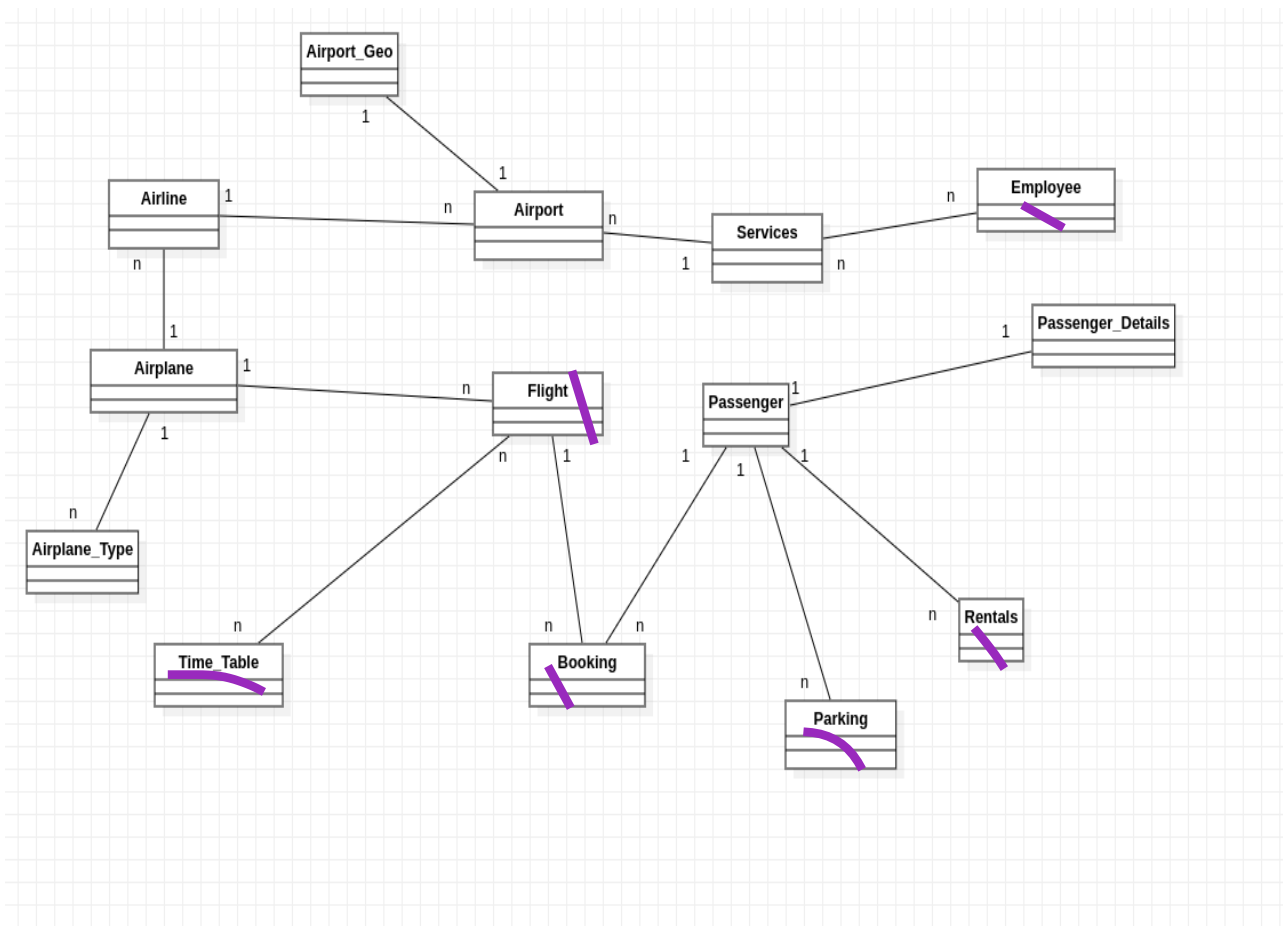 Airport_Geo
1
1
Airline
1
n
Airport
n
1
Services
n
n
Employee
n
1
Airplane
1
n
Flight
1
Passenger
1
Passenger_Details
1
n
Airplane_Type
n
1
1
1
1
n
Time_Table
n
n
Booking
n
Rentals
n
Parking